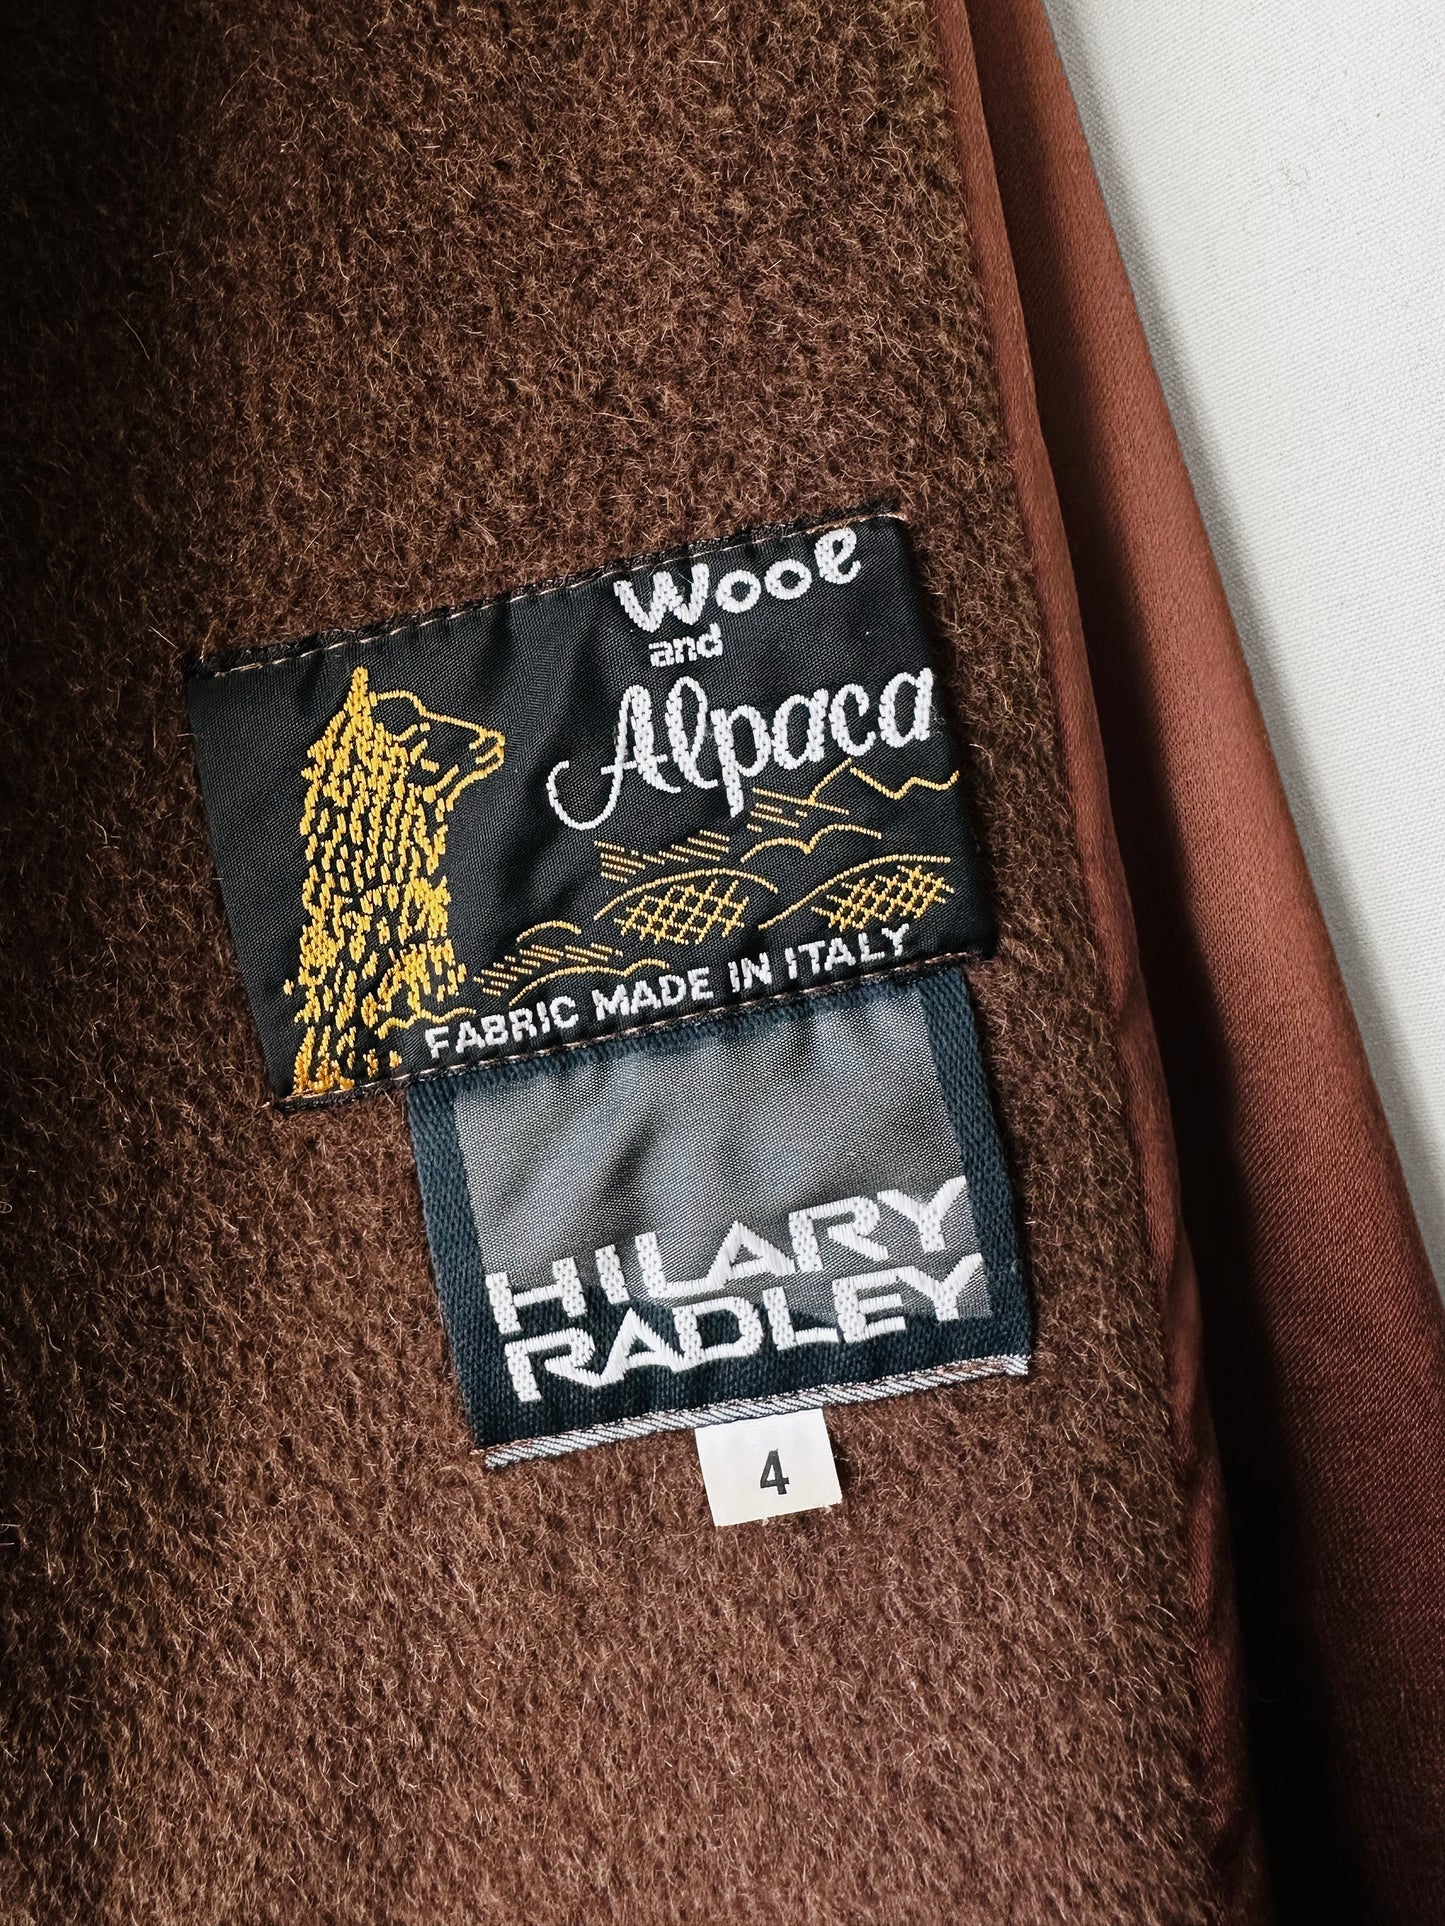 Wool
and
Alpaca
FABRIC MADE IN ITALY
HILARY
RADLEY
4